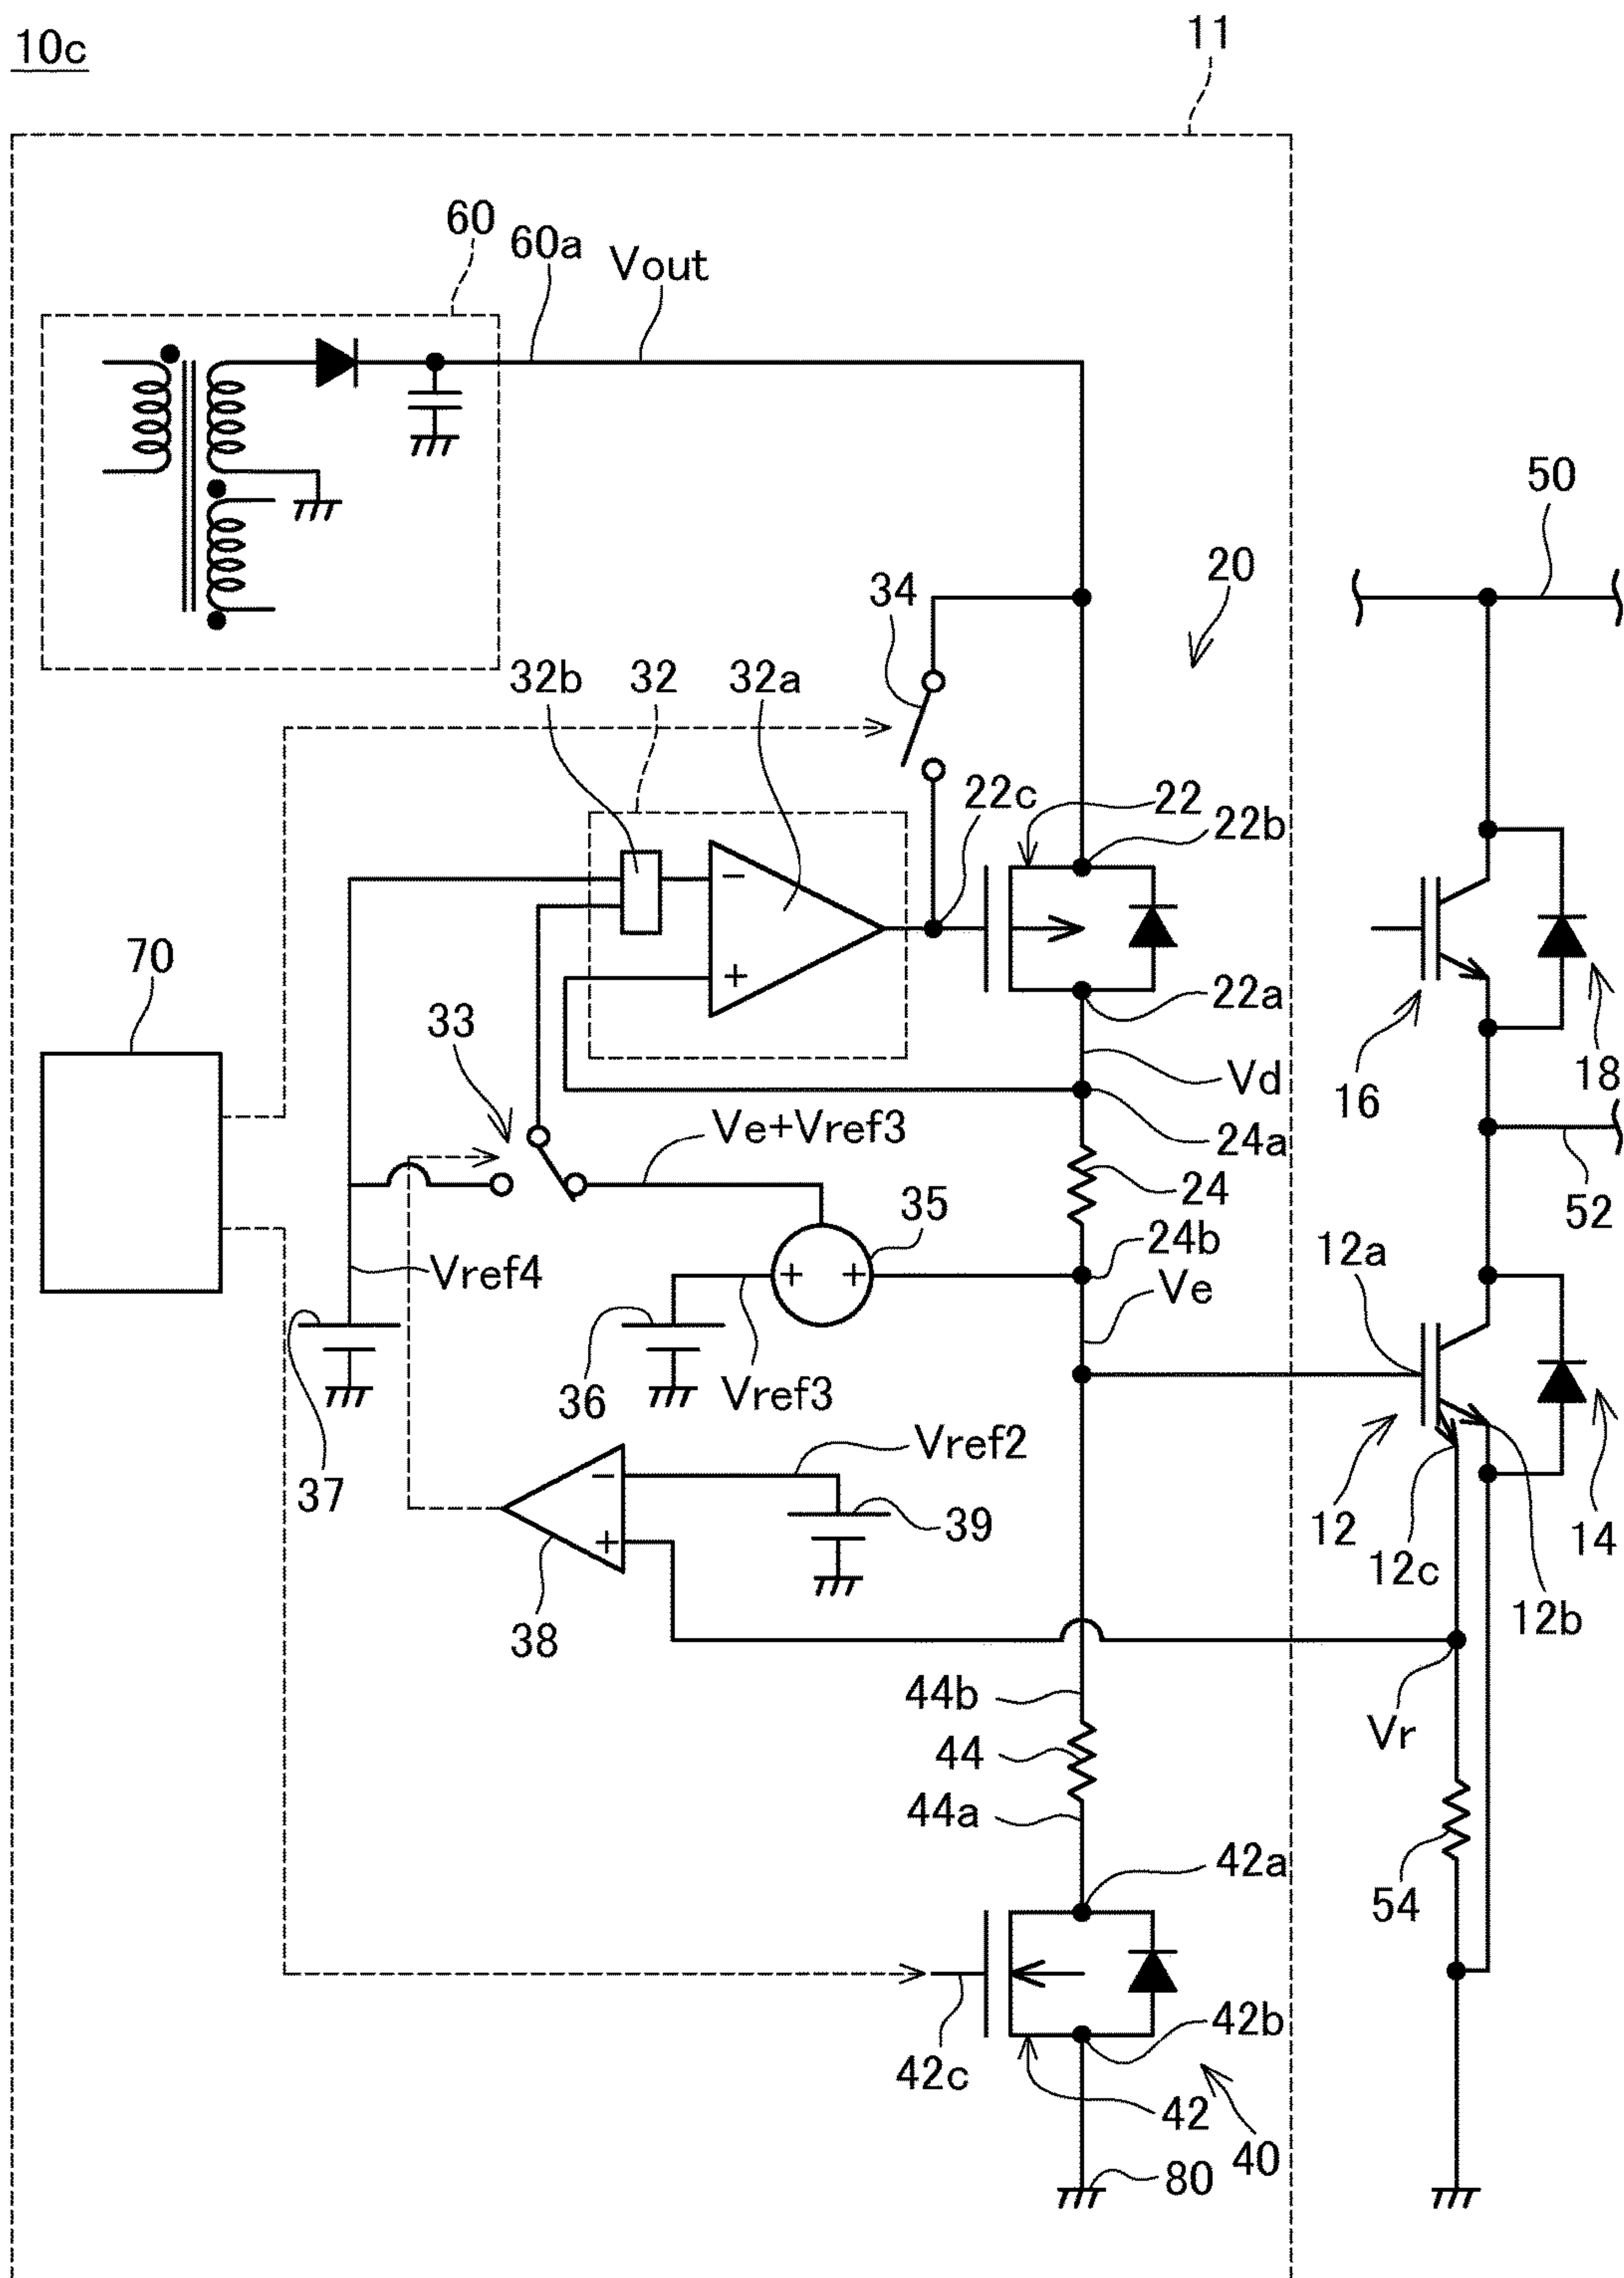 10c
11
60
60a
Vout
50
20
34
32b
32
32a
22c
22
22b
−
+
70
33
22a
Vd
18
16
Ve+Vref3
24a
24
52
35
24b
12a
Vref4
+
+
Ve
36
Vref3
37
Vref2
−
39
12
14
12c
+
38
12b
44b
Vr
44
44a
42a
54
42b
42c
42
40
80